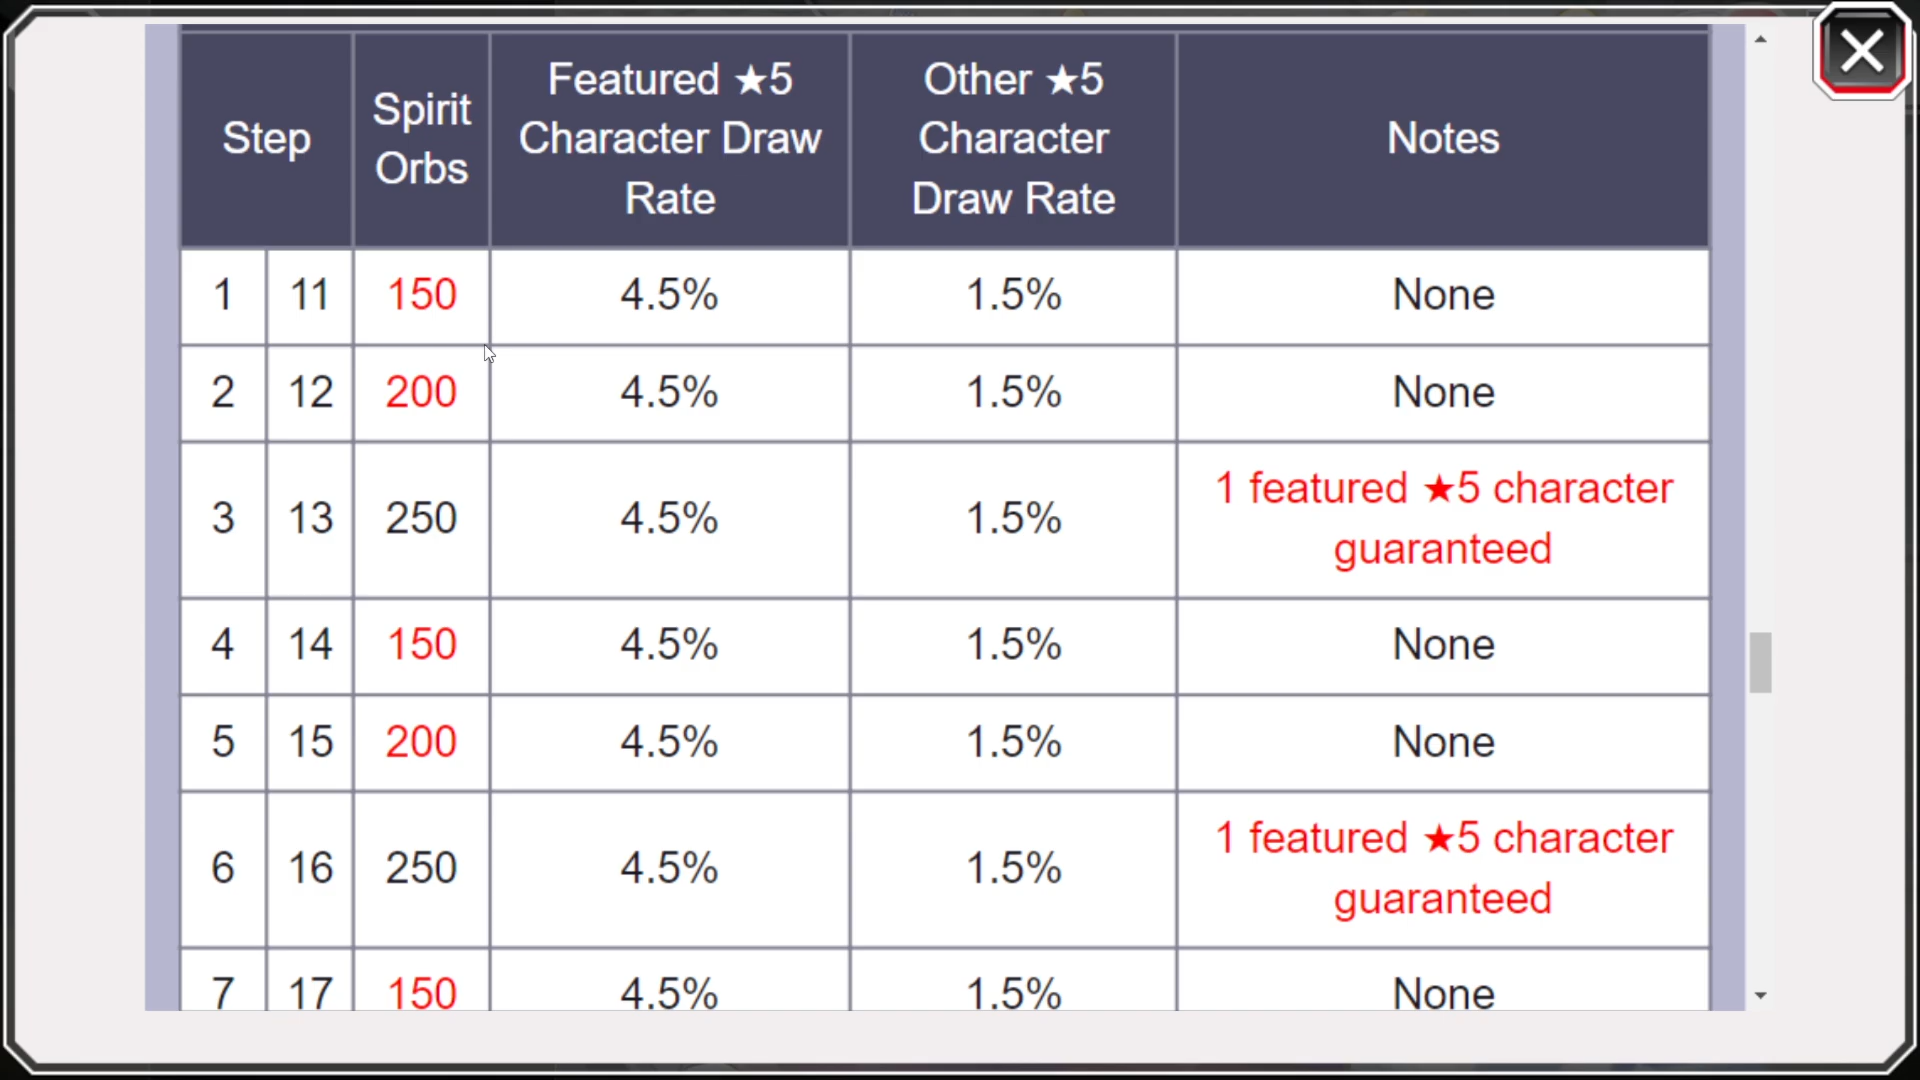 Step Spirit Orbs Featured ★5 Character Draw Rate Other ★5 Character Draw Rate Notes
1 11 150 4.5% 1.5% None
2 12 200 4.5% 1.5% None
3 13 250 4.5% 1.5% 1 featured ★5 character guaranteed
4 14 150 4.5% 1.5% None
5 15 200 4.5% 1.5% None
6 16 250 4.5% 1.5% 1 featured ★5 character guaranteed
7 17 150 4.5% 1.5% None